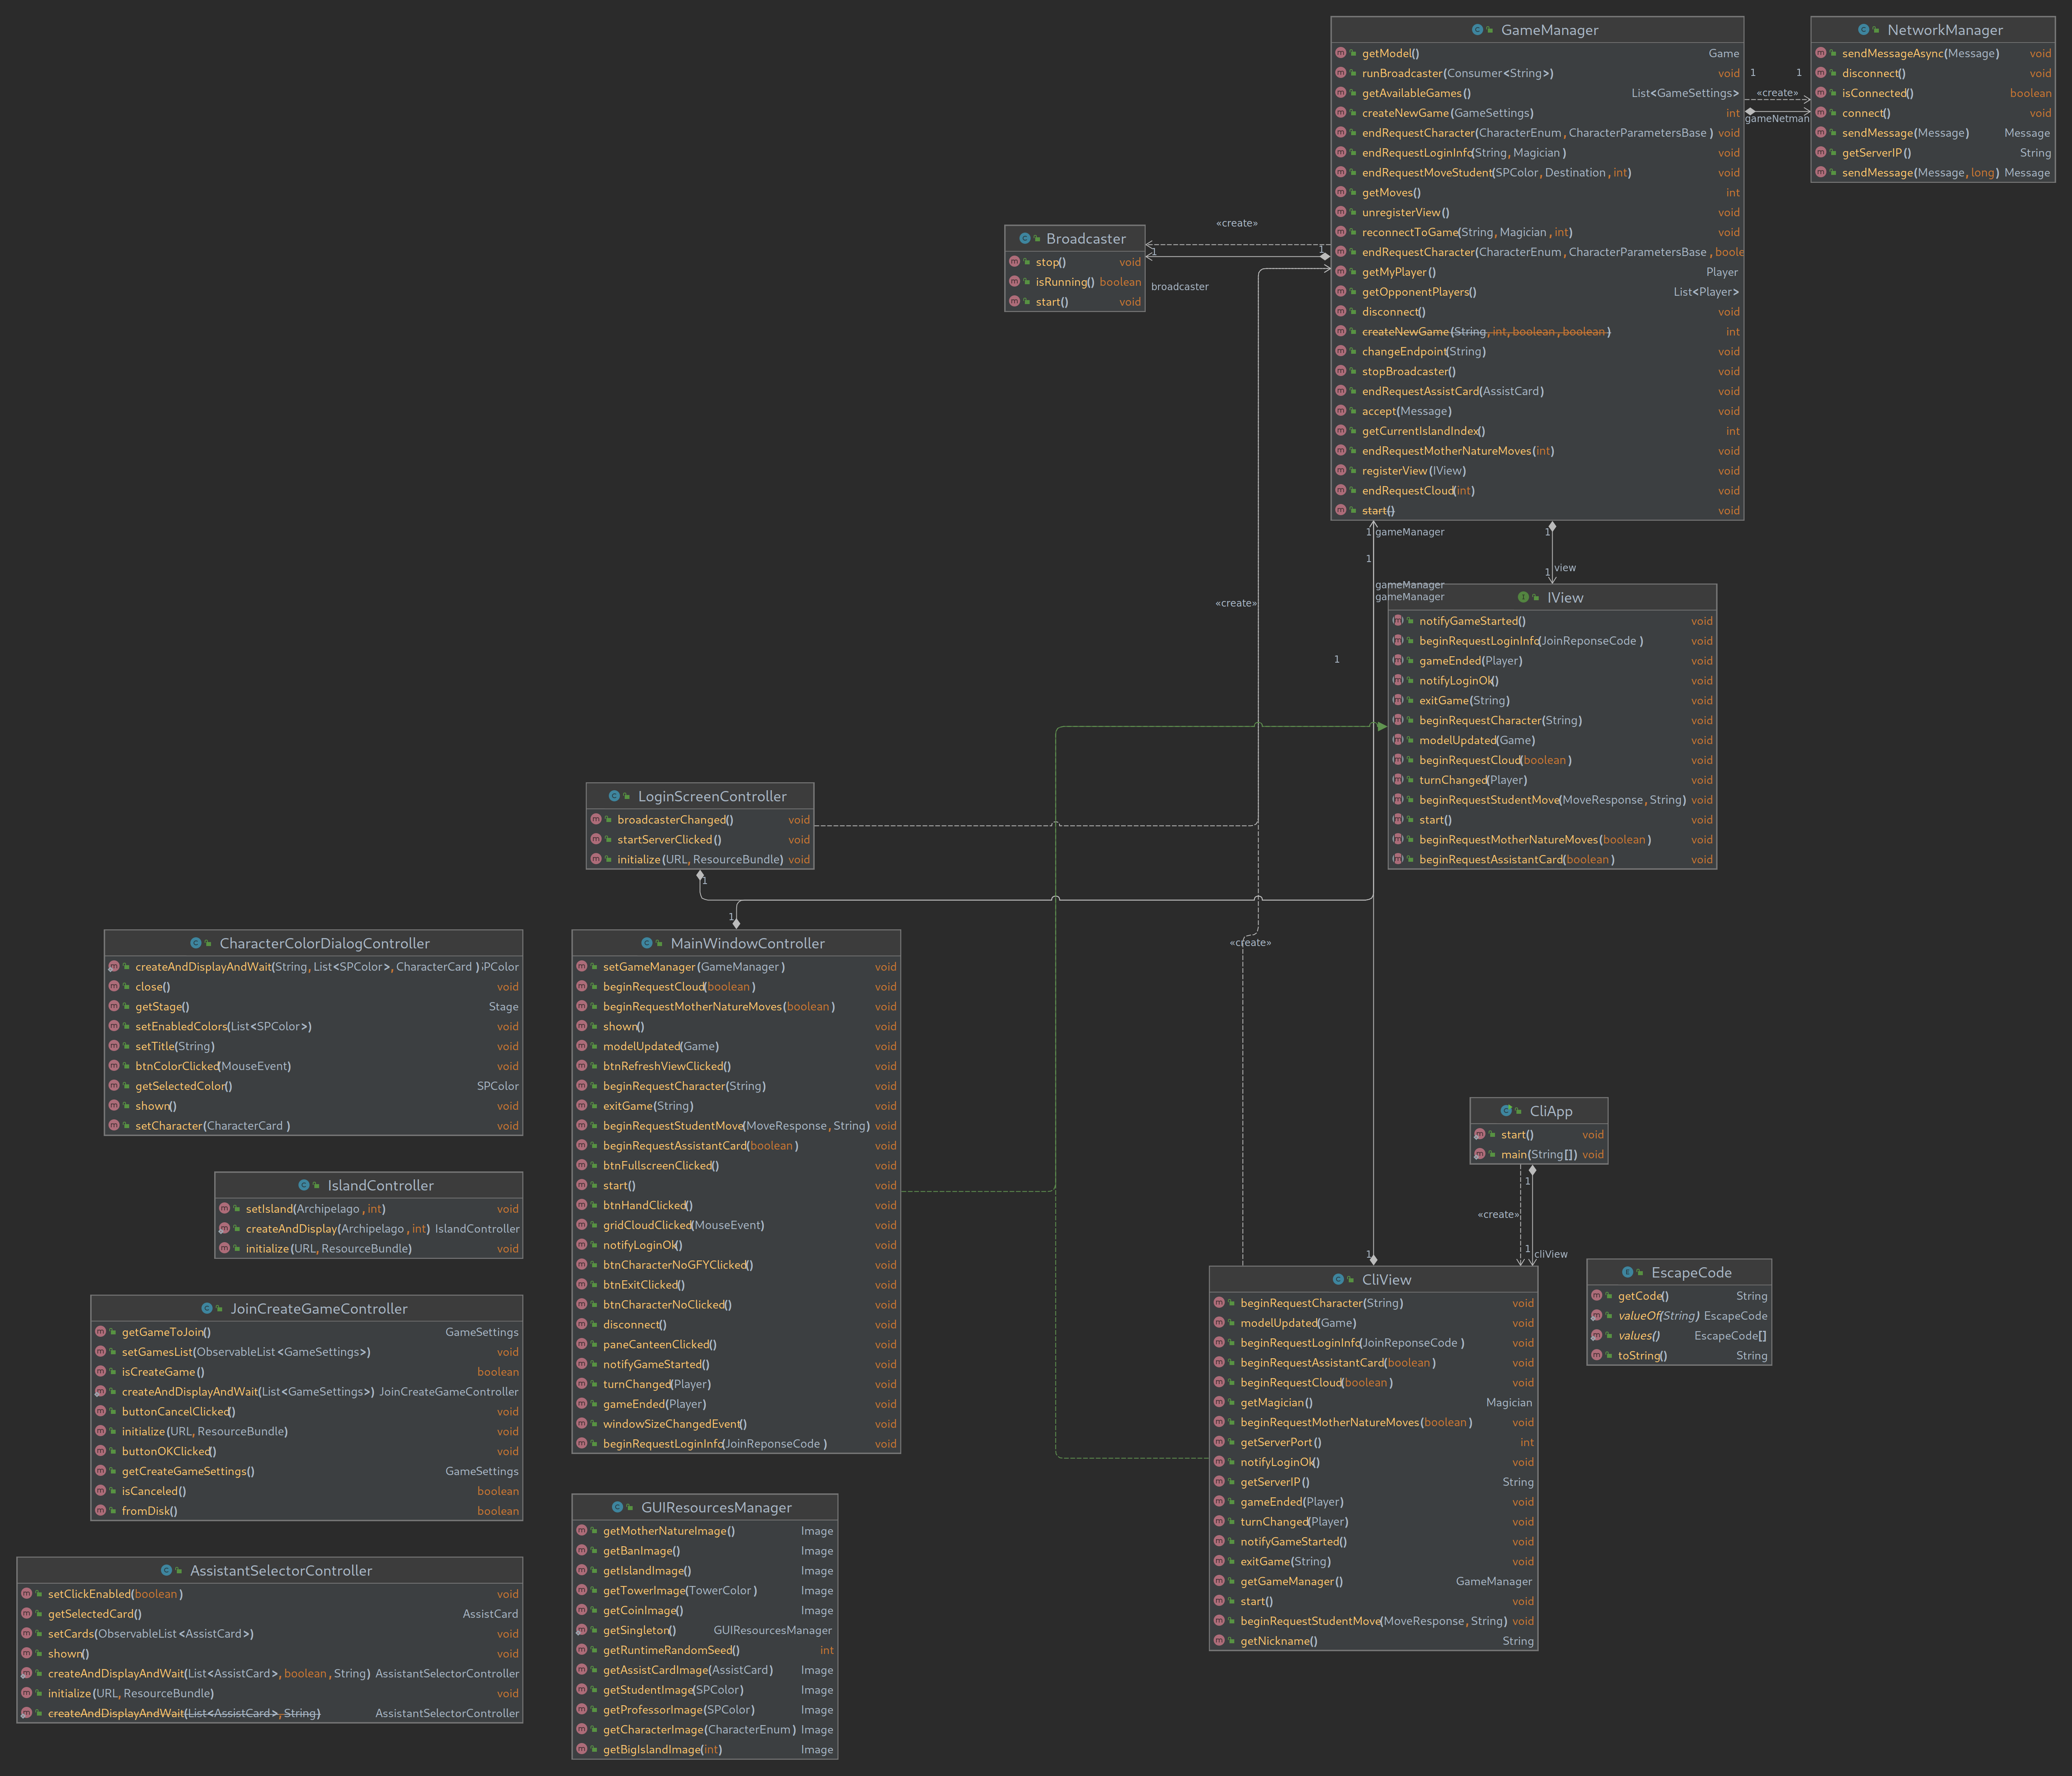 GameManager
getModel() Game
runBroadcaster(Consumer<String>) void
getAvailableGames() List<GameSettings>
createNewGame(GameSettings) int
endRequestCharacter(CharacterEnum, CharacterParametersBase) void
endRequestLoginInfo(String, Magician) void
endRequestMoveStudent(SPColor, Destination, int) void
getMoves() int
unregisterView() void
reconnectToGame(String, Magician, int) void
endRequestCharacter(CharacterEnum, CharacterParametersBase, boole
getMyPlayer() Player
getOpponentPlayers() List<Player>
disconnect() void
createNewGame(String, int, boolean, boolean) int
changeEndpoint(String) void
stopBroadcaster() void
endRequestAssistCard(AssistCard) void
accept(Message) void
getCurrentIslandIndex() int
endRequestMotherNatureMoves(int) void
registerView(IView) void
endRequestCloud(int) void
start() void
NetworkManager
sendMessageAsync(Message) void
disconnect() void
isConnected() boolean
connect() void
sendMessage(Message) Message
getServerIP() String
sendMessage(Message, long) Message
1 1
«create»
gameNetman
Broadcaster
stop() void
isRunning() boolean
start() void
«create»
1 1
broadcaster
1 gameManager
1
gameManager
gameManager
1
1
1 view
«create»
1
IView
notifyGameStarted() void
beginRequestLoginInfo(JoinReponseCode) void
gameEnded(Player) void
notifyLoginOk() void
exitGame(String) void
beginRequestCharacter(String) void
modelUpdated(Game) void
beginRequestCloud(boolean) void
turnChanged(Player) void
beginRequestStudentMove(MoveResponse, String) void
start() void
beginRequestMotherNatureMoves(boolean) void
beginRequestAssistantCard(boolean) void
LoginScreenController
broadcasterChanged() void
startServerClicked() void
initialize(URL, ResourceBundle) void
1
1
«create»
CharacterColorDialogController
createAndDisplayAndWait(String, List<SPColor>, CharacterCard) PColor
close() void
getStage() Stage
setEnabledColors(List<SPColor>) void
setTitle(String) void
btnColorClicked(MouseEvent) void
getSelectedColor() SPColor
shown() void
setCharacter(CharacterCard) void
MainWindowController
setGameManager(GameManager) void
beginRequestCloud(boolean) void
beginRequestMotherNatureMoves(boolean) void
shown() void
modelUpdated(Game) void
btnRefreshViewClicked() void
beginRequestCharacter(String) void
exitGame(String) void
beginRequestStudentMove(MoveResponse, String) void
beginRequestAssistantCard(boolean) void
btnFullscreenClicked() void
start() void
btnHandClicked() void
gridCloudClicked(MouseEvent) void
notifyLoginOk() void
btnCharacterNoGFYClicked() void
btnExitClicked() void
btnCharacterNoClicked() void
disconnect() void
paneCanteenClicked() void
notifyGameStarted() void
turnChanged(Player) void
gameEnded(Player) void
windowSizeChangedEvent() void
beginRequestLoginInfo(JoinReponseCode) void
IslandController
setIsland(Archipelago, int) void
createAndDisplay(Archipelago, int) IslandController
initialize(URL, ResourceBundle) void
JoinCreateGameController
getGameToJoin() GameSettings
setGamesList(ObservableList<GameSettings>) void
isCreateGame() boolean
createAndDisplayAndWait(List<GameSettings>) JoinCreateGameController
buttonCancelClicked() void
initialize(URL, ResourceBundle) void
buttonOKClicked() void
getCreateGameSettings() GameSettings
isCanceled() boolean
fromDisk() boolean
AssistantSelectorController
setClickEnabled(boolean) void
getSelectedCard() AssistCard
setCards(ObservableList<AssistCard>) void
shown() void
createAndDisplayAndWait(List<AssistCard>, boolean, String) AssistantSelectorController
initialize(URL, ResourceBundle) void
createAndDisplayAndWait(List<AssistCard>, String) AssistantSelectorController
GUIResourcesManager
getMotherNatureImage() Image
getBanImage() Image
getIslandImage() Image
getTowerImage(TowerColor) Image
getCoinImage() Image
getSingleton() GUIResourcesManager
getRuntimeRandomSeed() int
getAssistCardImage(AssistCard) Image
getStudentImage(SPColor) Image
getProfessorImage(SPColor) Image
getCharacterImage(CharacterEnum) Image
getBigIslandImage(int) Image
CliApp
start() void
main(String[]) void
1
«create»
1 cliView
1
CliView
beginRequestCharacter(String) void
modelUpdated(Game) void
beginRequestLoginInfo(JoinReponseCode) void
beginRequestAssistantCard(boolean) void
beginRequestCloud(boolean) void
getMagician() Magician
beginRequestMotherNatureMoves(boolean) void
getServerPort() int
notifyLoginOk() void
getServerIP() String
gameEnded(Player) void
turnChanged(Player) void
notifyGameStarted() void
exitGame(String) void
getGameManager() GameManager
start() void
beginRequestStudentMove(MoveResponse, String) void
getNickname() String
EscapeCode
getCode() String
valueOf(String) EscapeCode
values() EscapeCode[]
toString() String